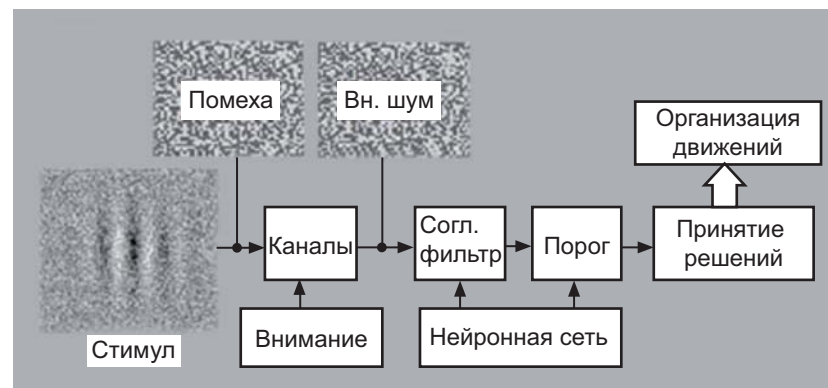 Помеха
Вн. шум
Организация
движений
Каналы
Согл.
фильтр
Порог
Принятие
решений
Стимул
Внимание
Нейронная сеть